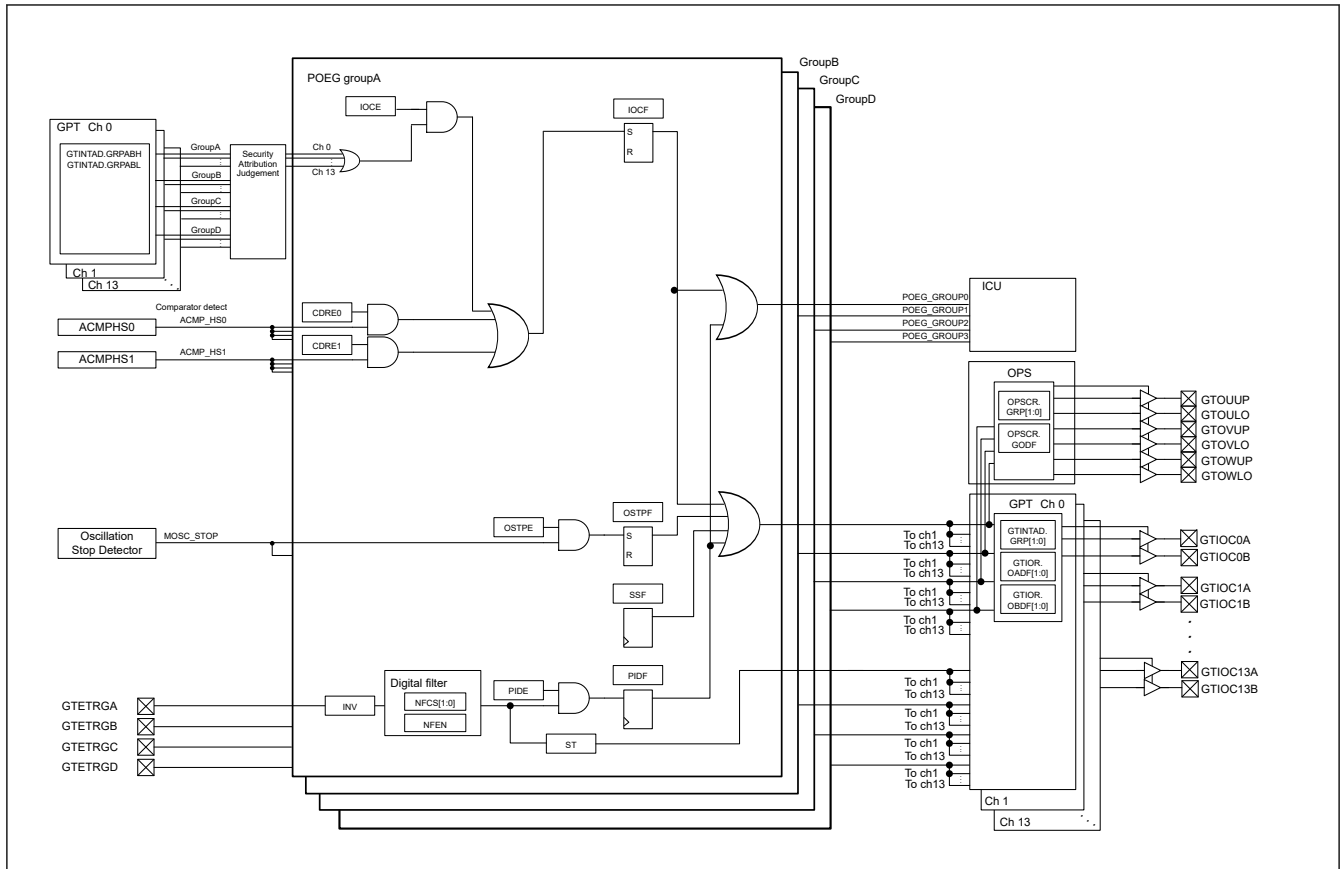 POEG groupA
GroupB
GroupC
GroupD
IOCE
IOCF
S
R
GPT Ch 0
GTINTAD.GRPABH
GTINTAD.GRPABL
GroupA
GroupB
GroupC
GroupD
Security
Attribution
Judgement
Ch 0
Ch 13
Ch 1
Ch 13
Comparator detect
ACMPHS0
ACMP_HS0
ACMPHS1
ACMP_HS1
CDRE0
CDRE1
POEG_GROUP0
POEG_GROUP1
POEG_GROUP2
POEG_GROUP3
ICU
OPS
OPSCR.
GRP[1:0]
OPSCR.
GODF
GTOUUP
GTOULO
GTOVUP
GTOVLO
GTOWUP
GTOWLO
Oscillation
Stop Detector
MOSC_STOP
OSTPE
OSTPF
S
R
SSF
GPT Ch 0
GTINTAD.
GRP[1:0]
GTIOR.
OADF[1:0]
GTIOR.
OBDF[1:0]
To ch1
To ch13
To ch1
To ch13
To ch1
To ch13
To ch1
To ch13
GTIOC0A
GTIOC0B
GTIOC1A
GTIOC1B
GTIOC13A
GTIOC13B
GTETRGA
GTETRGB
GTETRGC
GTETRGD
INV
Digital filter
NFCS[1:0]
NFEN
PIDE
PIDF
ST
To ch1
To ch13
To ch1
To ch13
To ch1
To ch13
To ch1
To ch13
Ch 1
Ch 13